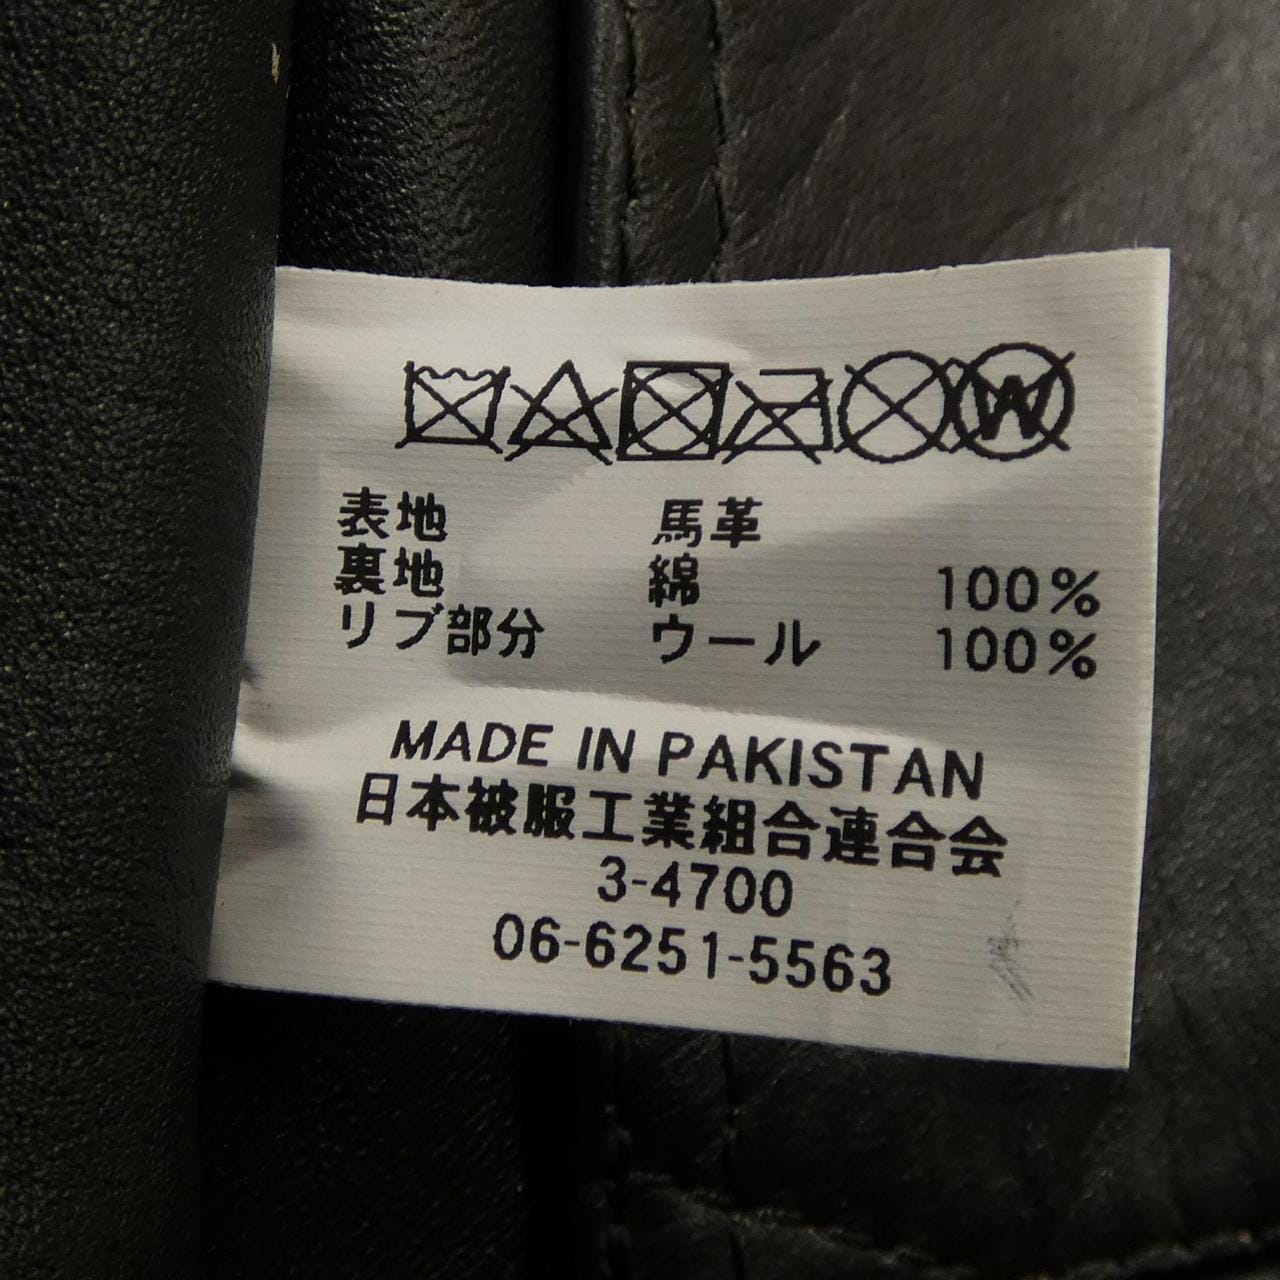 表地 馬革
裏地 綿 100%
リブ部分 ウール 100%
MADE IN PAKISTAN
日本被服工業組合連合会
3-4700
06-6251-5563